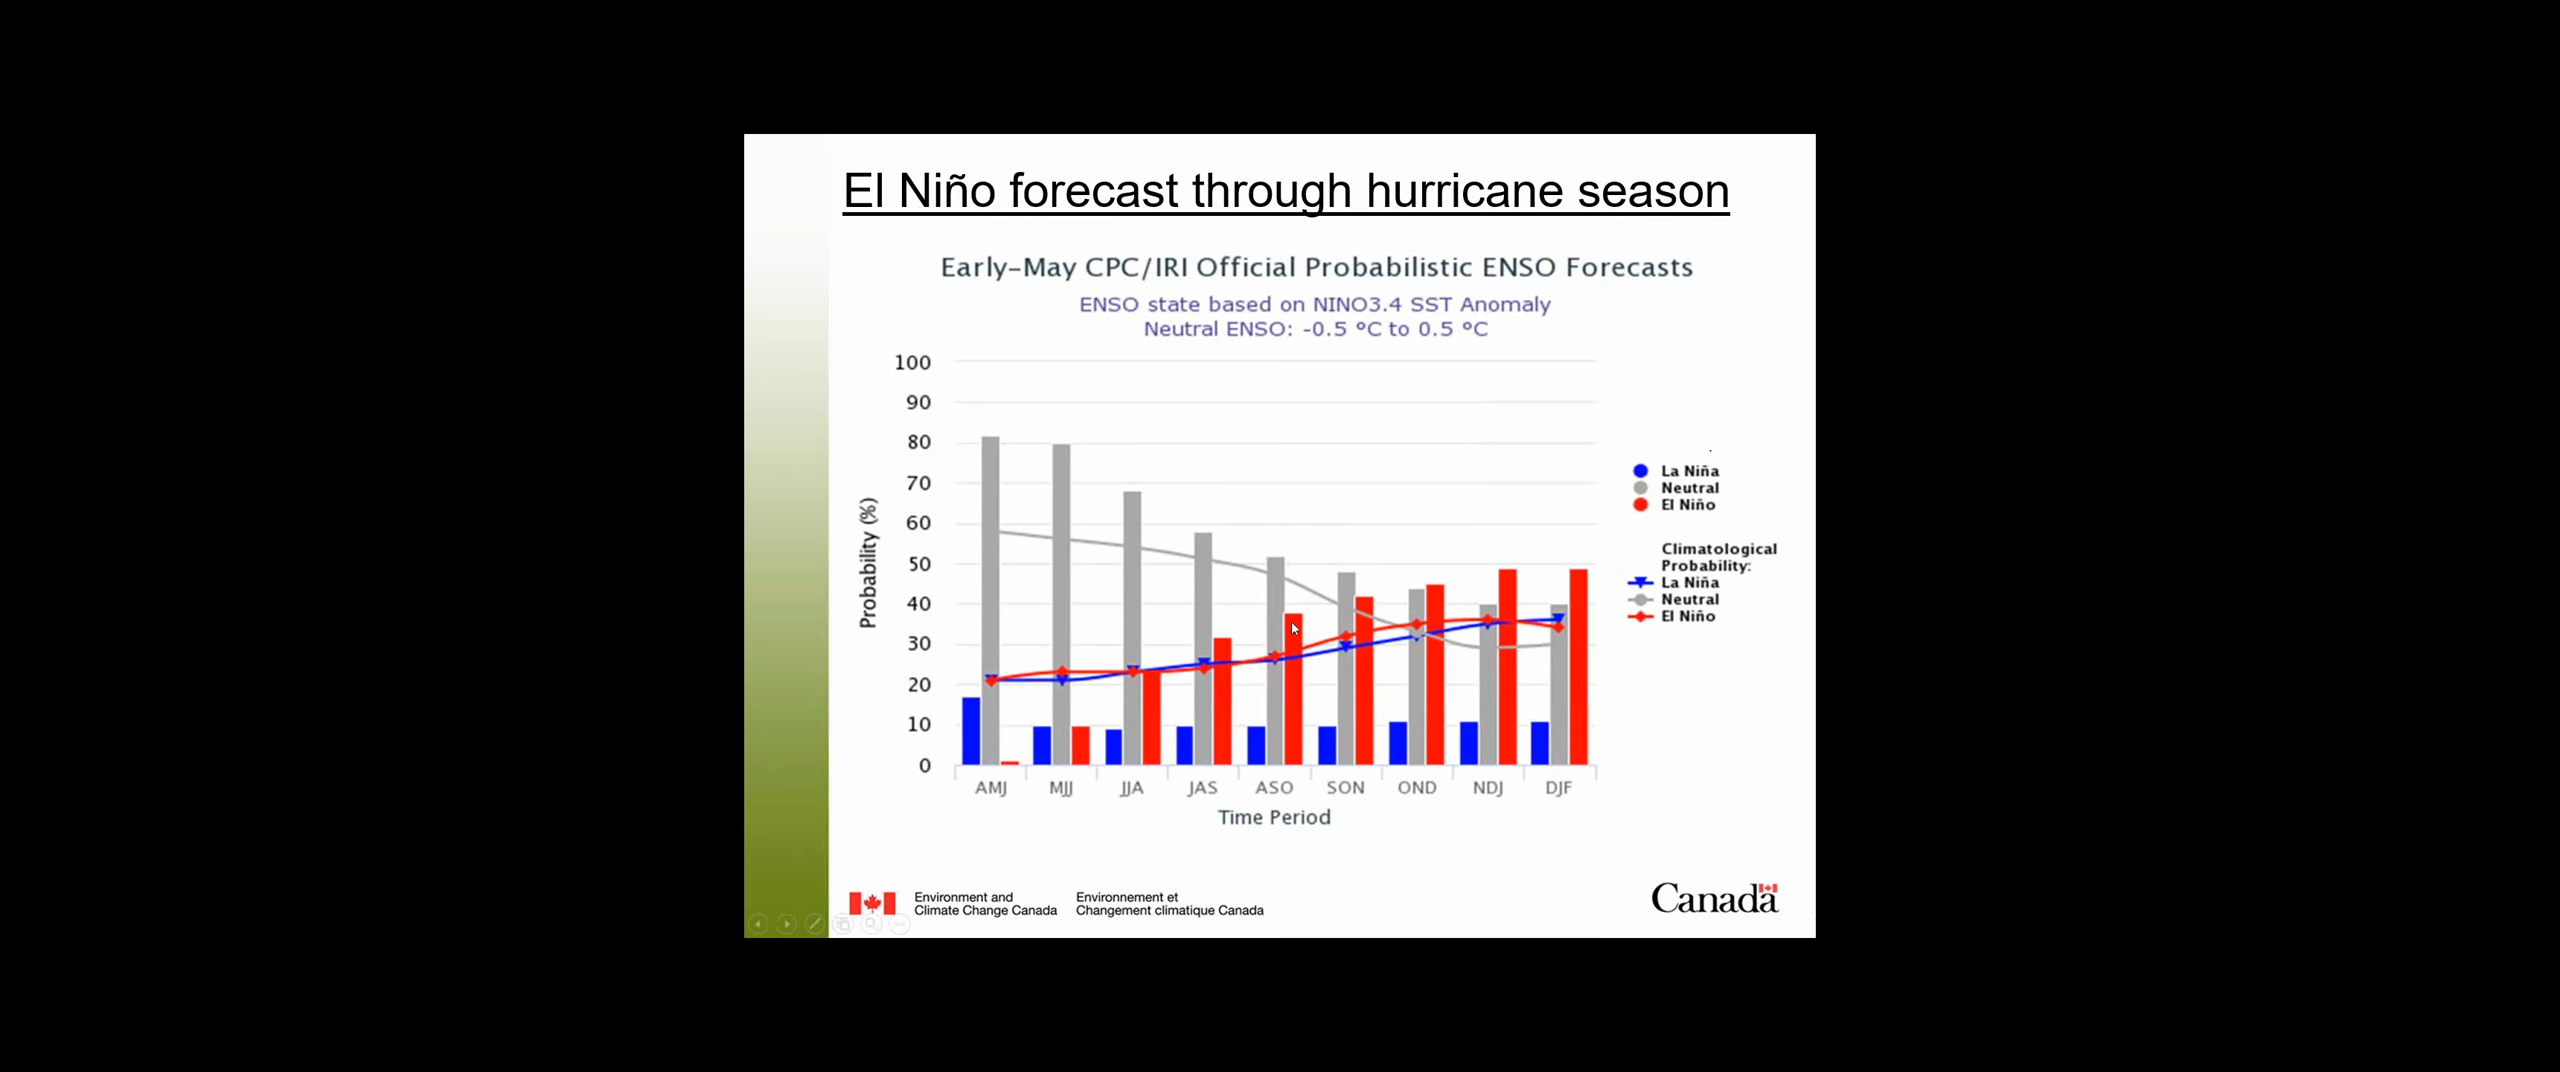 El Niño forecast through hurricane season
Early-May CPC/IRI Official Probabilistic ENSO Forecasts
ENSO state based on NINO3.4 SST Anomaly
Neutral ENSO: -0.5 °C to 0.5 °C
Probability (%)
100
90
80
70
60
50
40
30
20
10
0
AMJ MJJ JJA JAS ASO SON OND NDJ DJF
Time Period
La Niña
Neutral
El Niño
Climatological
Probability:
La Niña
Neutral
El Niño
Environment and
Climate Change Canada
Environnement et
Changement climatique Canada
Canada